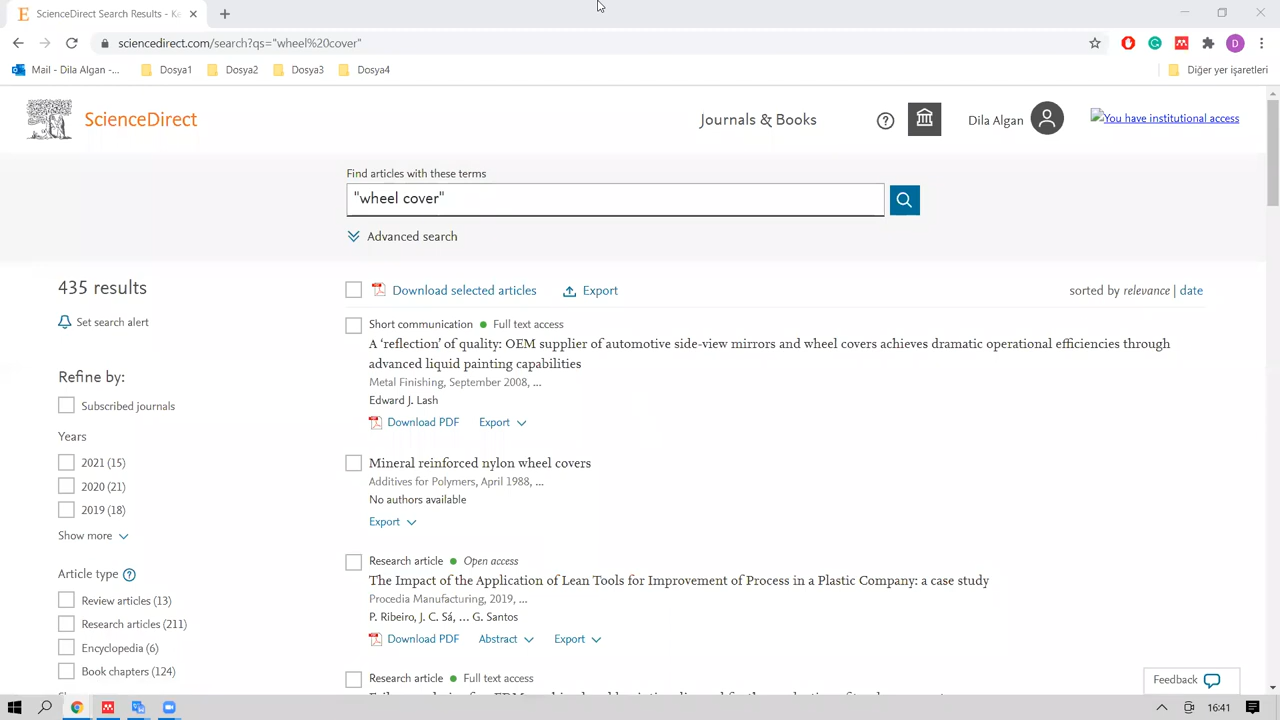 ScienceDirect Search Results - Ke
sciencedirect.com/search?qs="wheel%20cover"
Mail - Dila Algan -...
Dosya1
Dosya2
Dosya3
Dosya4
Diğer yer işaretleri
ScienceDirect
Journals & Books
Dila Algan
You have institutional access
Find articles with these terms
"wheel cover"
Advanced search
435 results
Set search alert
Refine by:
Subscribed journals
Years
2021 (15)
2020 (21)
2019 (18)
Show more
Article type
Review articles (13)
Research articles (211)
Encyclopedia (6)
Book chapters (124)
Download selected articles
Export
sorted by relevance | date
Short communication
Full text access
A ‘reflection’ of quality: OEM supplier of automotive side-view mirrors and wheel covers achieves dramatic operational efficiencies through
advanced liquid painting capabilities
Metal Finishing, September 2008, ...
Edward J. Lash
Download PDF
Export
Mineral reinforced nylon wheel covers
Additives for Polymers, April 1988, ...
No authors available
Export
Research article
Open access
The Impact of the Application of Lean Tools for Improvement of Process in a Plastic Company: a case study
Procedia Manufacturing, 2019, ...
P. Ribeiro, J. C. Sá, ... G. Santos
Download PDF
Abstract
Export
Research article
Full text access
Feedback
16:41